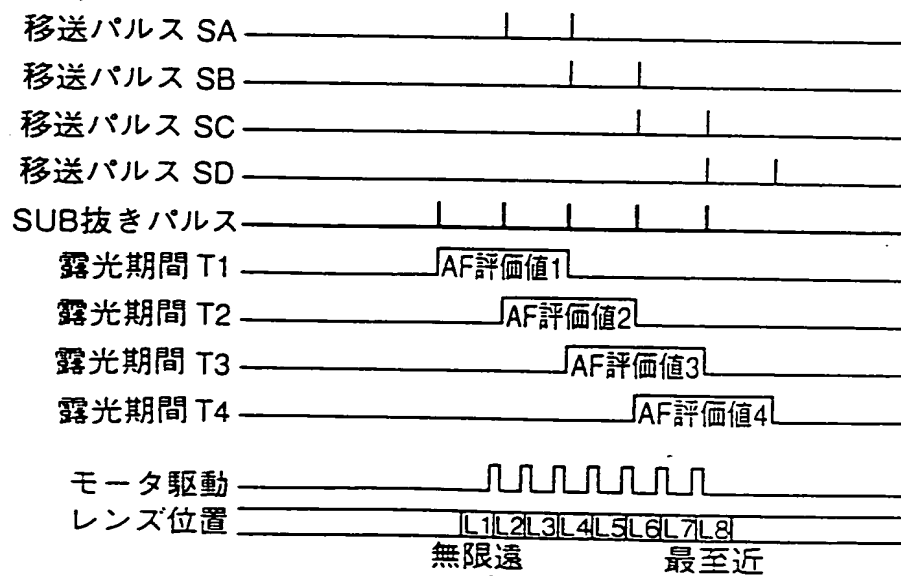 移送パルス SA
移送パルス SB
移送パルス SC
移送パルス SD
SUB抜きパルス
露光期間 T1 AF評価値1
露光期間 T2 AF評価値2
露光期間 T3 AF評価値3
露光期間 T4 AF評価値4
モータ駆動
レンズ位置 L1 L2 L3 L4 L5 L6 L7 L8
無限遠 最至近